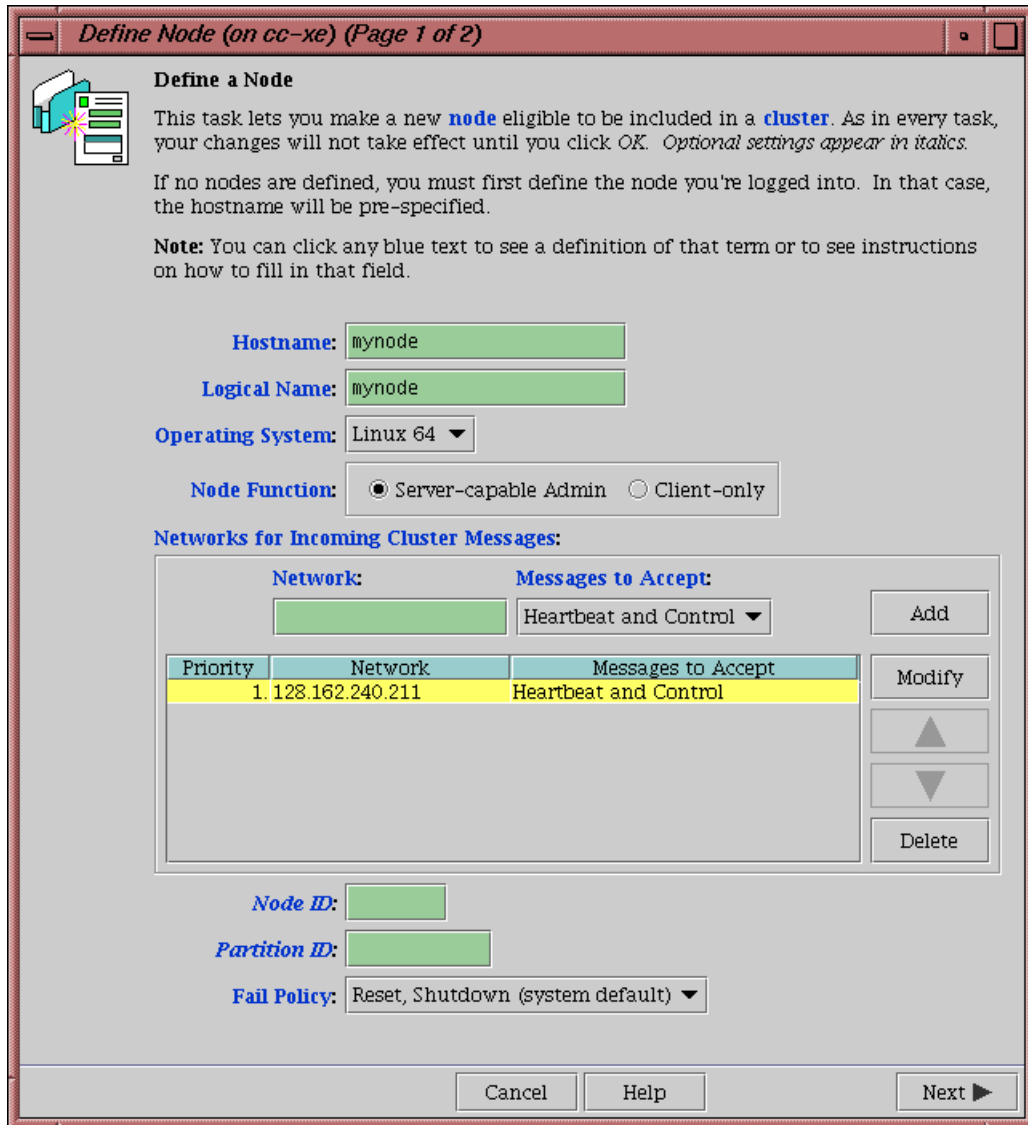 Define Node (on cc-xe) (Page 1 of 2)
Define a Node
This task lets you make a new node eligible to be included in a cluster. As in every task,
your changes will not take effect until you click OK. Optional settings appear in italics.
If no nodes are defined, you must first define the node you're logged into. In that case,
the hostname will be pre-specified.
Note: You can click any blue text to see a definition of that term or to see instructions
on how to fill in that field.
Hostname: mynode
Logical Name: mynode
Operating System: Linux 64
Node Function: Server-capable Admin Client-only
Networks for Incoming Cluster Messages:
Network: Messages to Accept:
Heartbeat and Control Add
Priority Network Messages to Accept
1. 128.162.240.211 Heartbeat and Control
Modify
Delete
Node ID:
Partition ID:
Fail Policy: Reset, Shutdown (system default)
Cancel Help Next